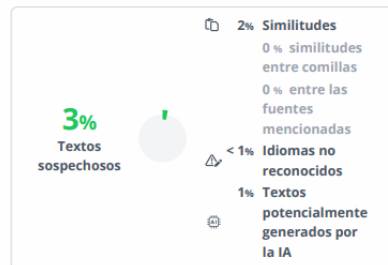 3%
Textos
sospechosos
2% Similitudes
0 % similitudes
entre comillas
0 % entre las
fuentes
mencionadas
< 1% Idiomas no
reconocidos
1% Textos
potencialmente
generados por
la IA
AI